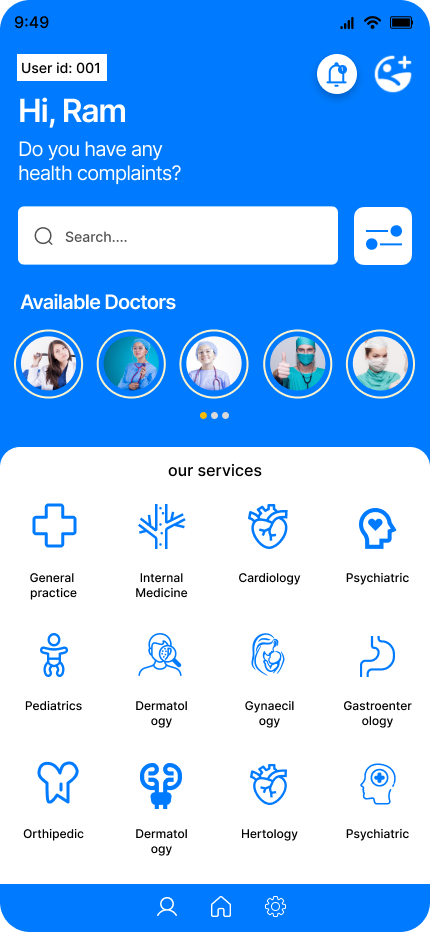 9:49
User id: 001
Hi, Ram
Do you have any
health complaints?
Search....
Available Doctors
our services
General
practice
Internal
Medicine
Cardiology
Psychiatric
Pediatrics
Dermatol
ogy
Gynaecil
ogy
Gastroenter
ology
Orthipedic
Dermatol
ogy
Hertology
Psychiatric